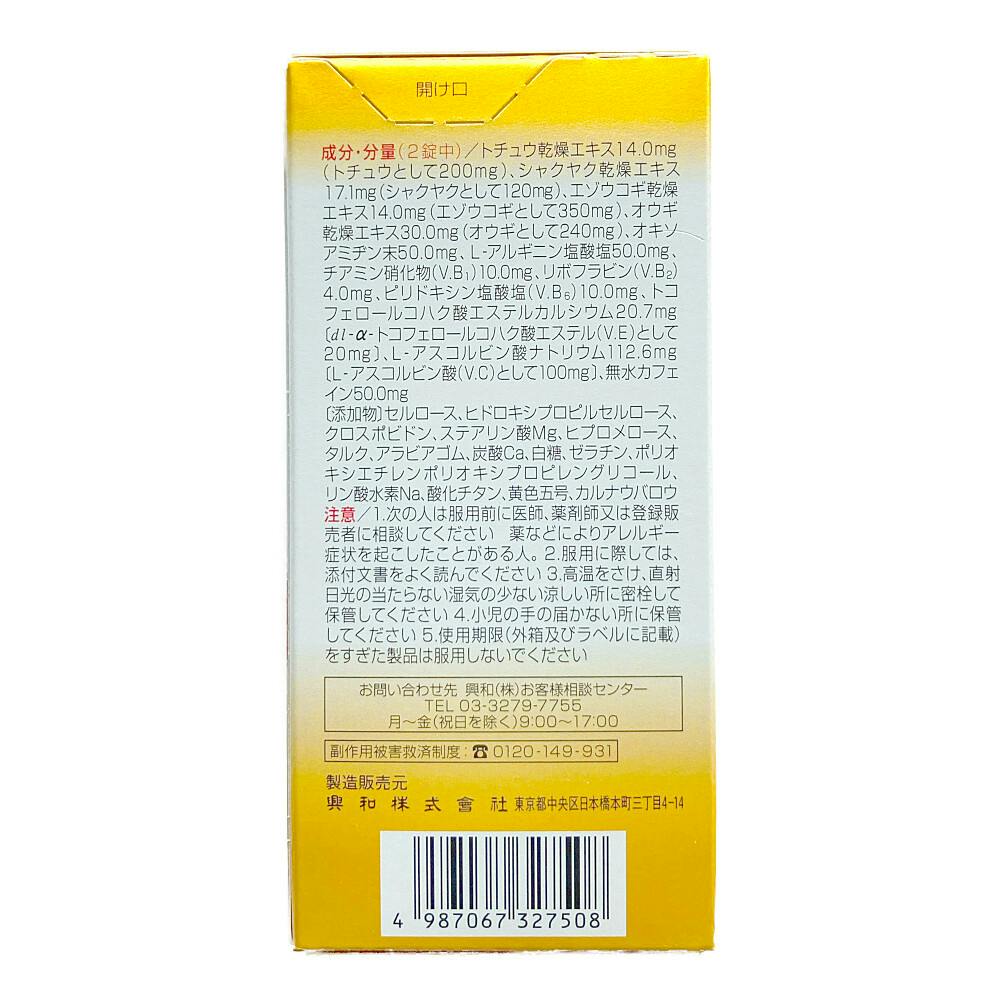 開け口
成分・分量(2錠中)/トチュウ乾燥エキス14.0mg
(トチュウとして200mg)、シャクヤク乾燥エキス
17.1mg(シャクヤクとして120mg)、エゾウコギ乾燥
エキス14.0mg(エゾウコギとして350mg)、オウギ
乾燥エキス30.0mg(オウギとして240mg)、オキソ
アミヂン末50.0mg、L-アルギニン塩酸塩50.0mg、
チアミン硝化物(V.B₁)10.0mg、リボフラビン(V.B₂)
4.0mg、ピリドキシン塩酸塩(V.B₆)10.0mg、トコ
フェロールコハク酸エステルカルシウム20.7mg
〔dl-α-トコフェロールコハク酸エステル(V.E)として
20mg〕、L-アスコルビン酸ナトリウム112.6mg
〔L-アスコルビン酸(V.C)として100mg〕、無水カフェ
イン50.0mg
〔添加物〕セルロース、ヒドロキシプロピルセルロース、
クロスポビドン、ステアリン酸Mg、ヒプロメロース、
タルク、アラビアゴム、炭酸Ca、白糖、ゼラチン、ポリオ
キシエチレンポリオキシプロピレングリコール、
リン酸水素Na、酸化チタン、黄色五号、カルナウバロウ
注意/1.次の人は服用前に医師、薬剤師又は登録販
売者に相談してください 薬などによりアレルギー
症状を起こしたことがある人。2.服用に際しては、
添付文書をよく読んでください 3.高温をさけ、直射
日光の当たらない湿気の少ない涼しい所に密栓して
保管してください 4.小児の手の届かない所に保管
してください 5.使用期限(外箱及びラベルに記載)
をすぎた製品は服用しないでください
お問い合わせ先 興和(株)お客様相談センター
TEL 03-3279-7755
月〜金(祝日を除く)9:00〜17:00
副作用被害救済制度:☎0120-149-931
製造販売元
興和株式會社 東京都中央区日本橋本町三丁目4-14
4 987067 327508